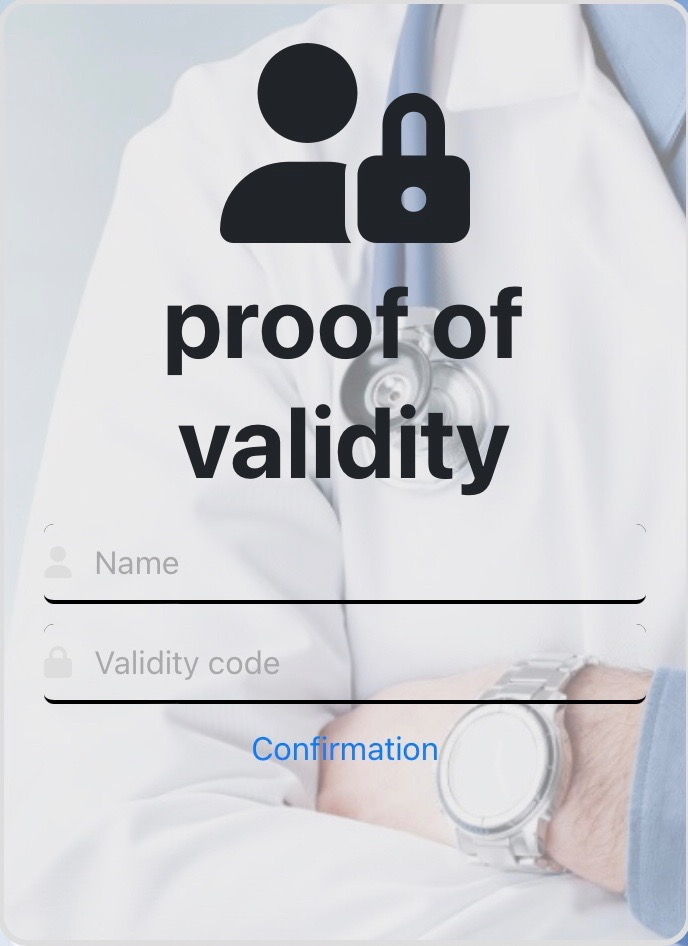 proof of
validity
Name
Validity code
Confirmation